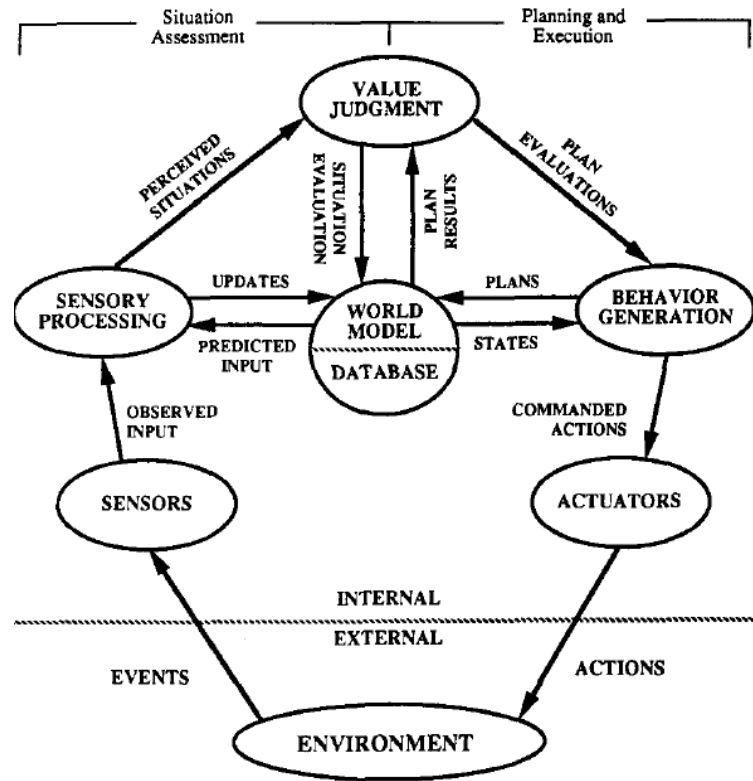 Situation
Assessment
Planning and
Execution
VALUE
JUDGMENT
PERCEIVED
SITUATIONS
SITUATION
EVALUATION
PLAN
RESULTS
PLAN
EVALUATIONS
SENSORY
PROCESSING
UPDATES
PREDICTED
INPUT
WORLD
MODEL
DATABASE
PLANS
STATES
BEHAVIOR
GENERATION
OBSERVED
INPUT
COMMANDED
ACTIONS
SENSORS
ACTUATORS
INTERNAL
EXTERNAL
EVENTS
ACTIONS
ENVIRONMENT